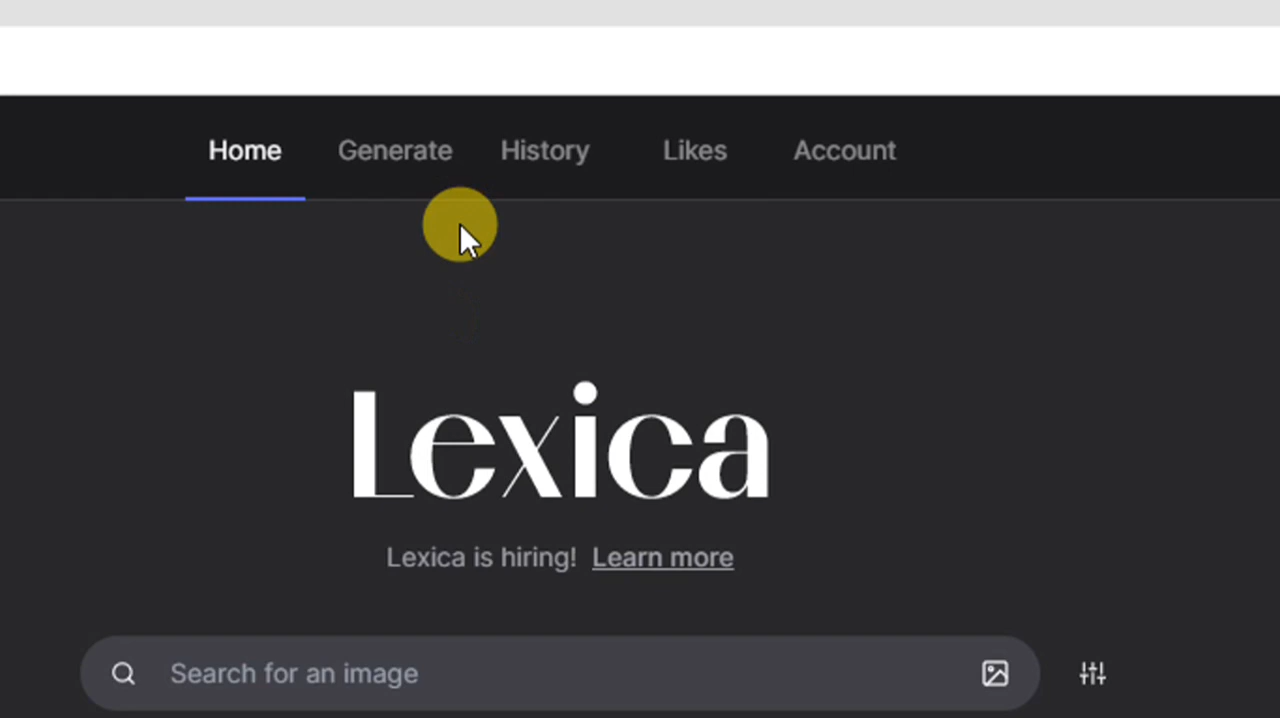 Home Generate History Likes Account
Lexica
Lexica is hiring! Learn more
Search for an image